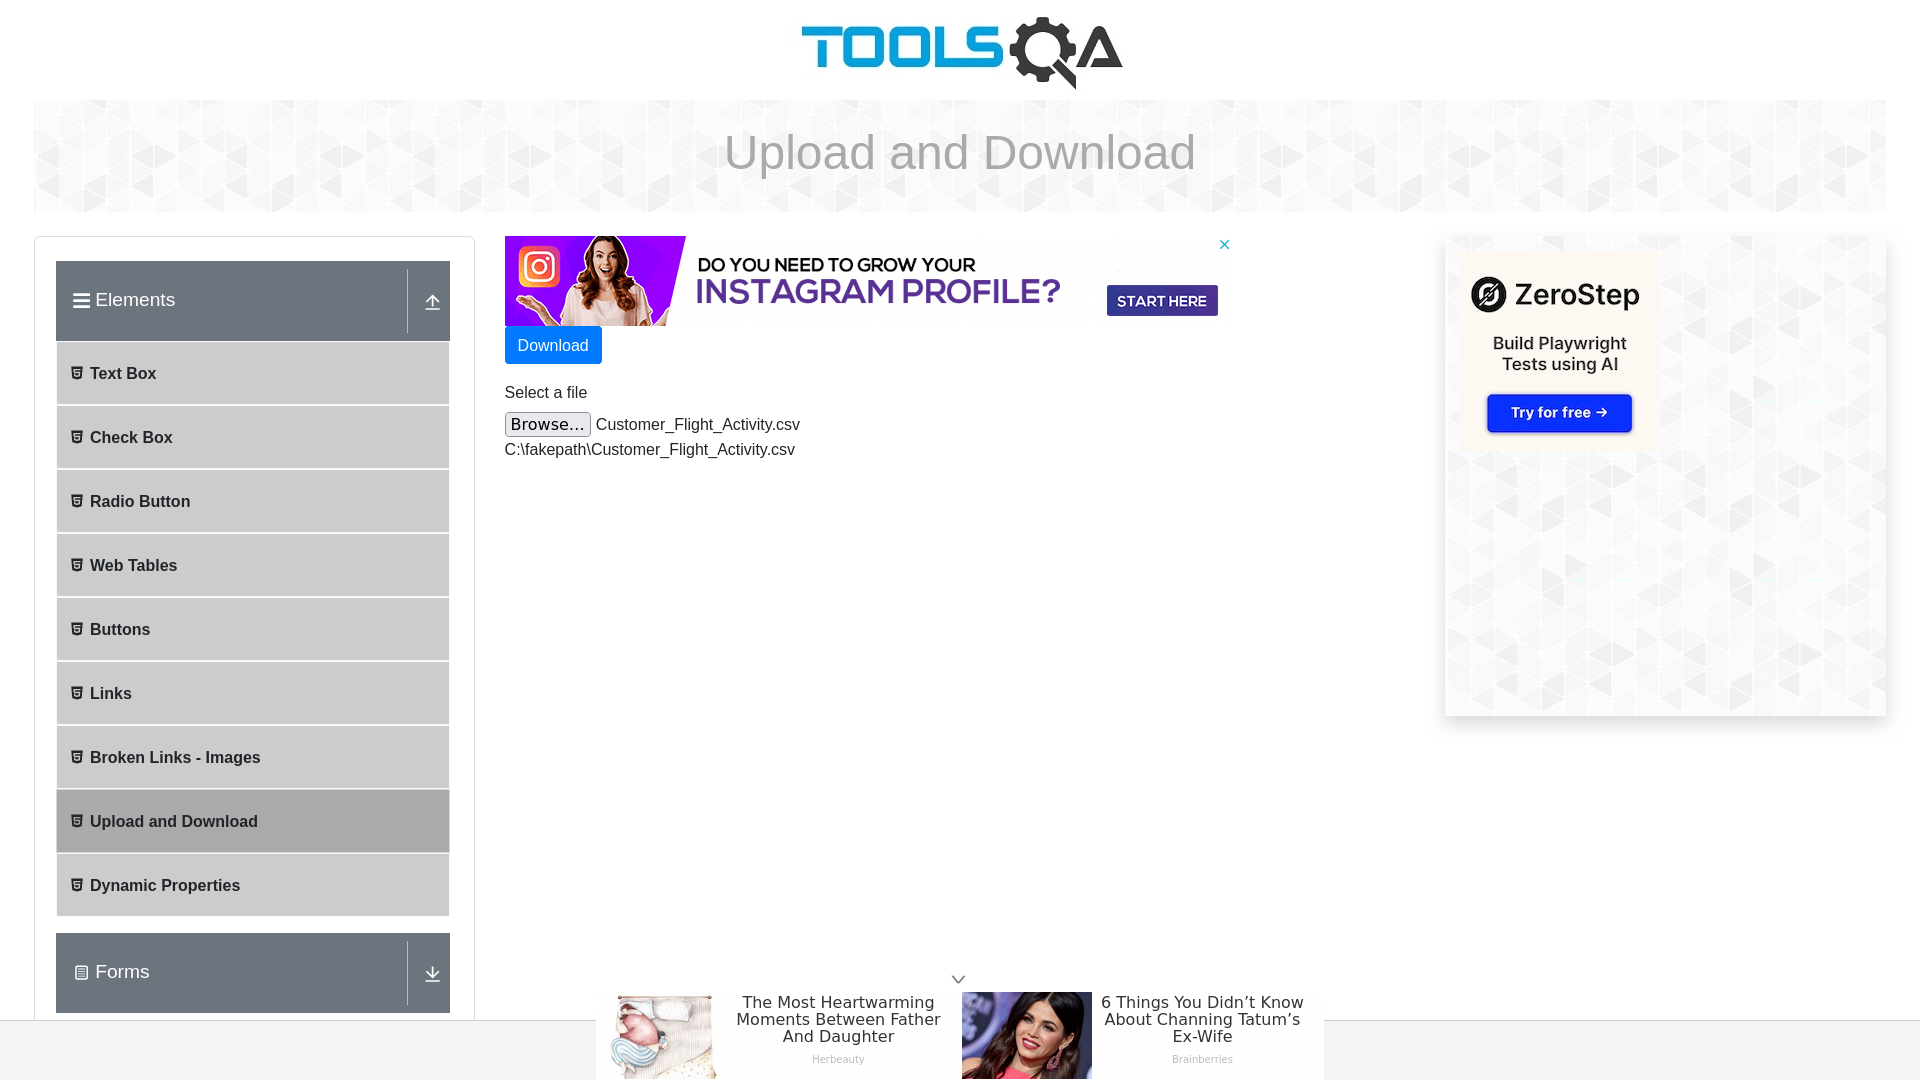 TOOLSQA
Upload and Download
Elements
Text Box
Check Box
Radio Button
Web Tables
Buttons
Links
Broken Links - Images
Upload and Download
Dynamic Properties
Forms
DO YOU NEED TO GROW YOUR
INSTAGRAM PROFILE?
START HERE
Download
Select a file
Browse... Customer_Flight_Activity.csv
C:\fakepath\Customer_Flight_Activity.csv
ZeroStep
Build Playwright
Tests using AI
Try for free →
The Most Heartwarming
Moments Between Father
And Daughter
Herbeauty
6 Things You Didn’t Know
About Channing Tatum’s
Ex-Wife
Brainberries